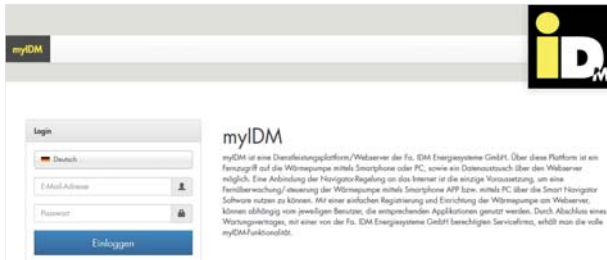 iDM
myIDM
Login
myIDM
Deutsch
myIDM ist eine Dienstleistungsplattform/Webserver der Fa. IDM Energiesysteme GmbH. Über diese Plattform ist ein
Fernzugriff auf die Wärmepumpe mittels Smartphone oder PC, sowie ein Datenaustausch über den Webserver
möglich. Eine Anbindung der Navigator-Regelung an das Internet ist die einzige Voraussetzung, um eine
Fernüberwachung/-steuerung der Wärmepumpe mittels Smartphone APP bzw. mittels PC über die Smart Navigator
Software nutzen zu können. Mit einer einfachen Registrierung und Einrichtung der Wärmepumpe am Webserver,
können abhängig vom jeweiligen Benutzer, die entsprechenden Applikationen genutzt werden. Durch Abschluss eines
Wartungsvertrages, mit einer von der Fa. IDM Energiesysteme GmbH berechtigten Servicefirma, erhält man die volle
myIDM-Funktionalität.
E-Mail-Adresse
Passwort
Einloggen